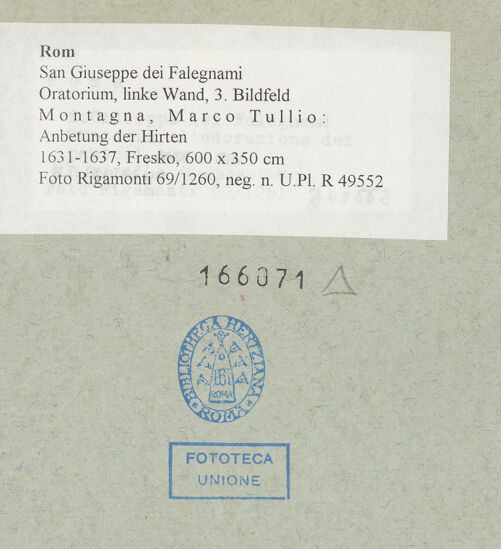 Rom
San Giuseppe dei Falegnami
Oratorium, linke Wand, 3. Bildfeld
Montagna, Marco Tullio:
Anbetung der Hirten
1631-1637, Fresko, 600 x 350 cm
Foto Rigamonti 69/1260, neg. n. U.Pl. R 49552
166071
BIBLIOTHECA HERTZIANA
ROMA
ROMA
FOTOTECA
UNIONE